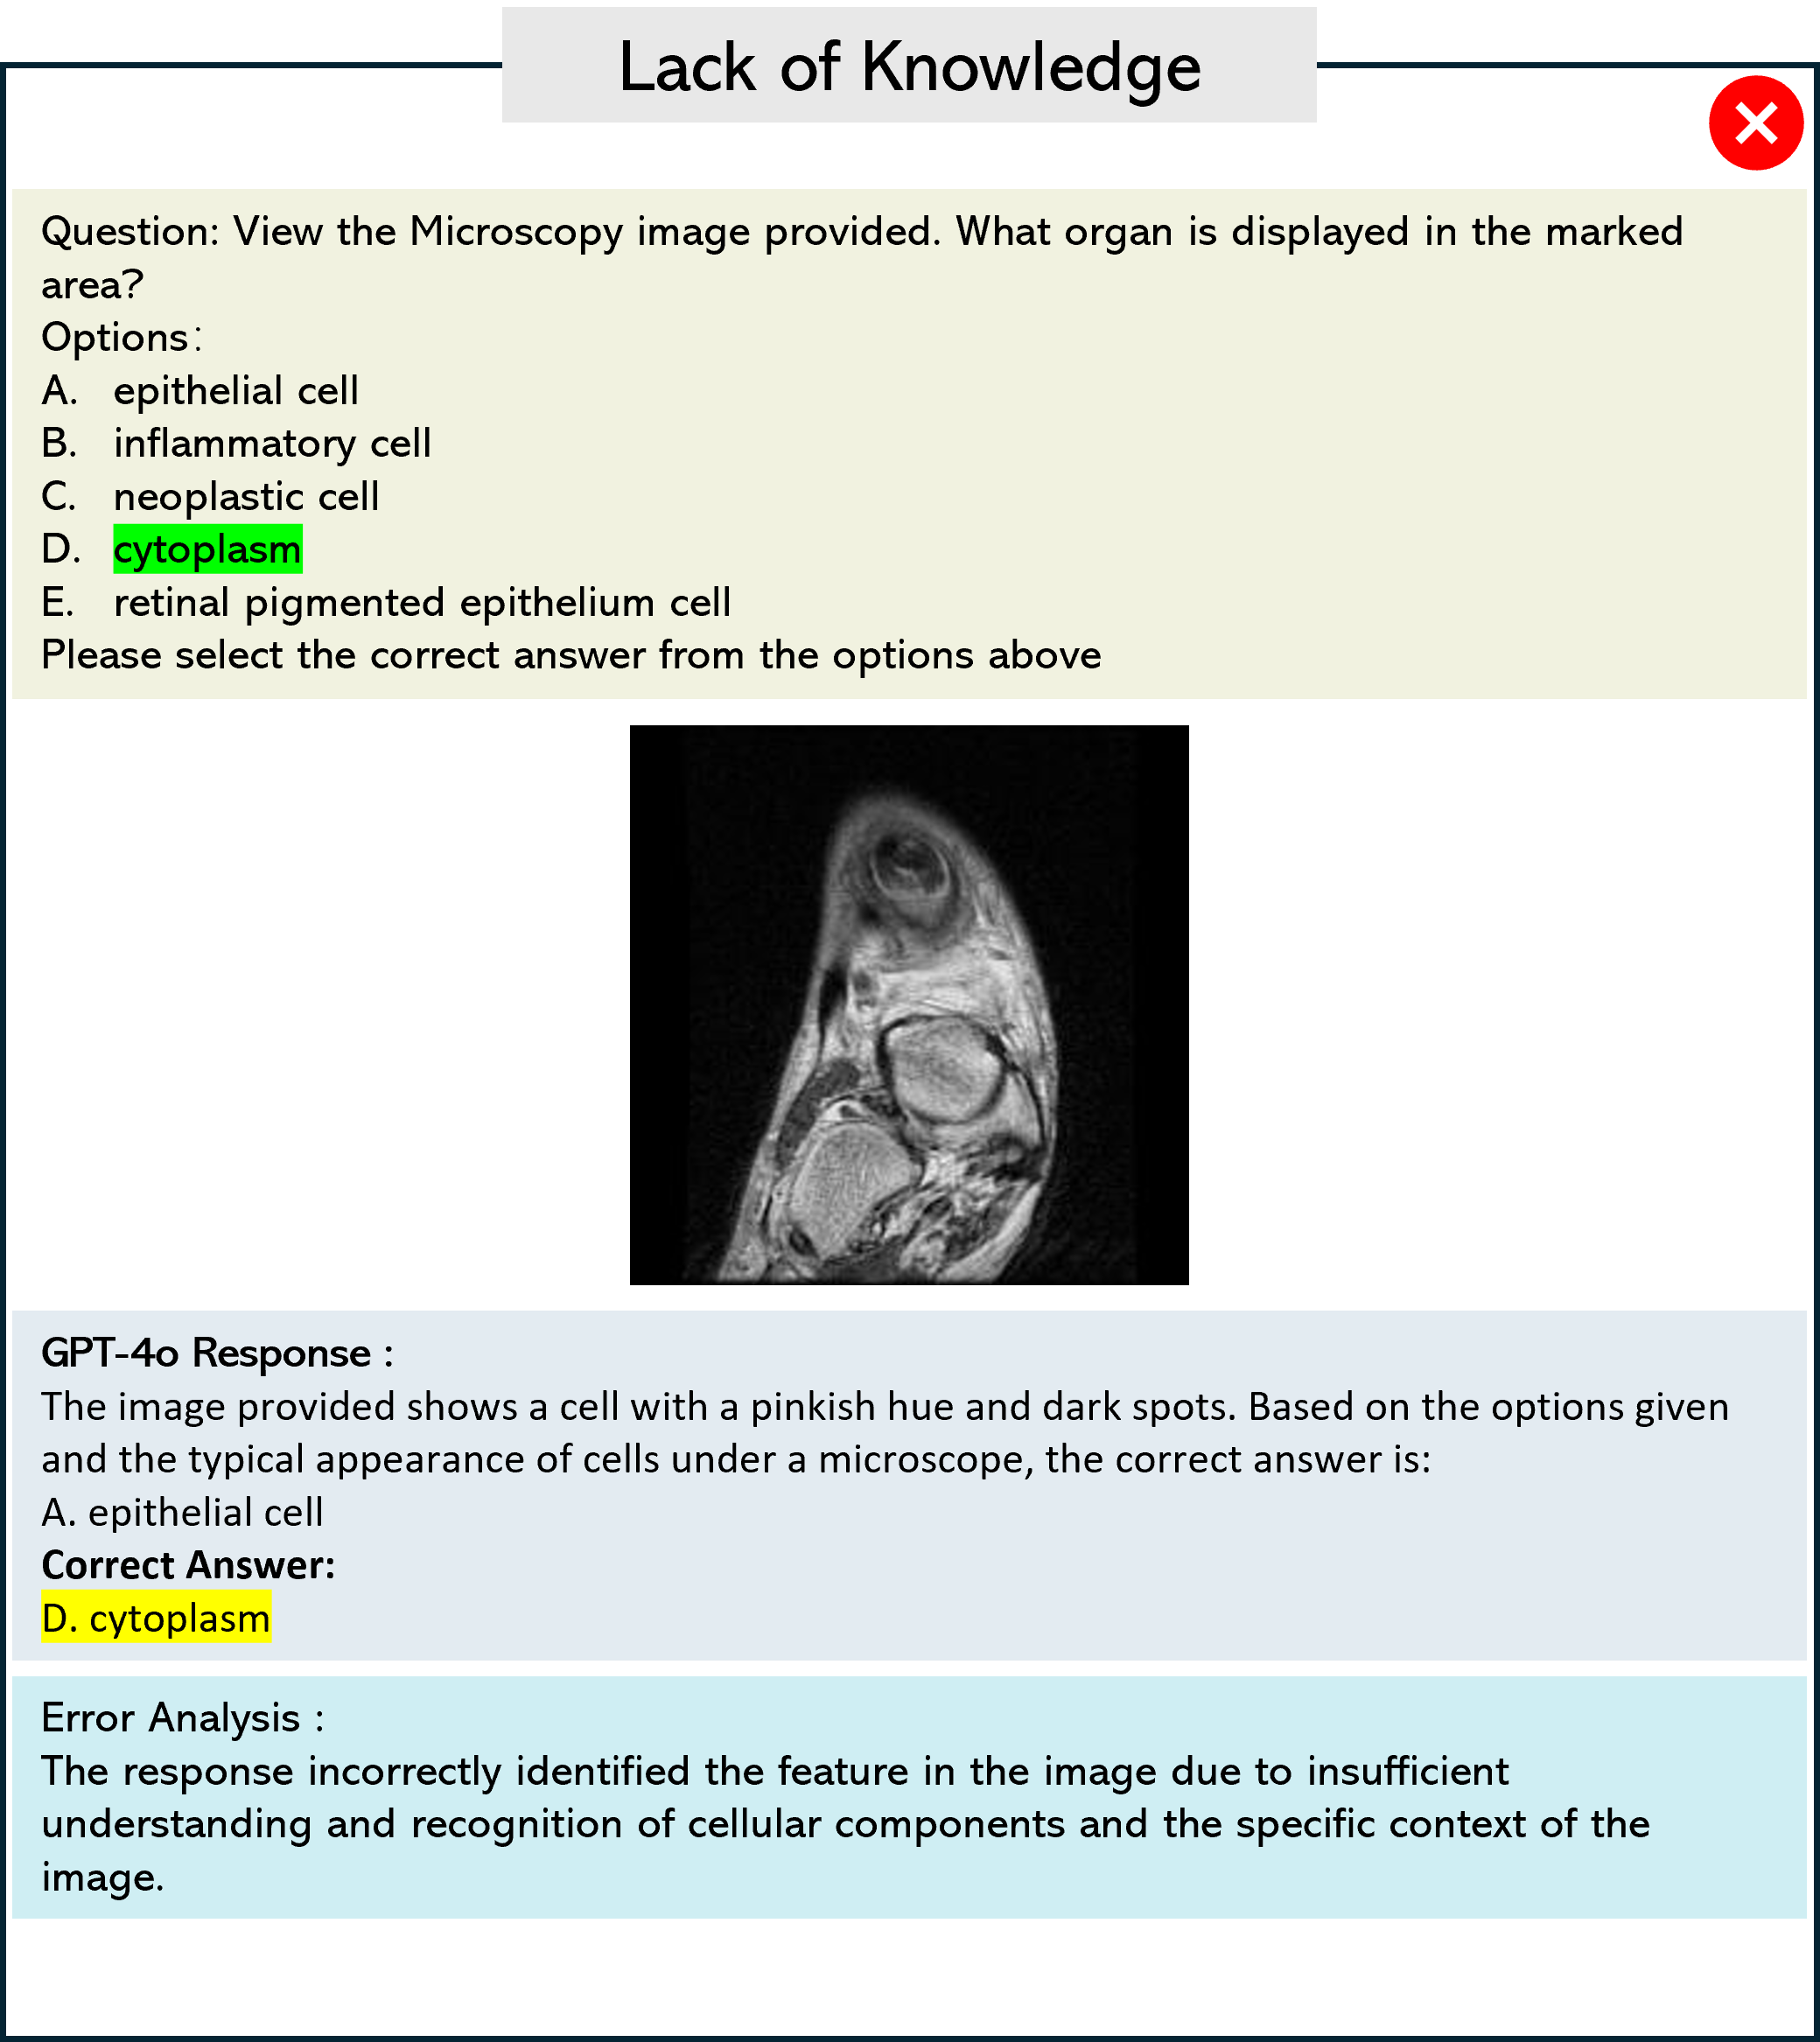 Lack of Knowledge
Question: View the Microscopy image provided. What organ is displayed in the marked
area?
Options:
A. epithelial cell
B. inflammatory cell
C. neoplastic cell
D. cytoplasm
E. retinal pigmented epithelium cell
Please select the correct answer from the options above
GPT-4o Response :
The image provided shows a cell with a pinkish hue and dark spots. Based on the options given
and the typical appearance of cells under a microscope, the correct answer is:
A. epithelial cell
Correct Answer:
D. cytoplasm
Error Analysis :
The response incorrectly identified the feature in the image due to insufficient
understanding and recognition of cellular components and the specific context of the
image.